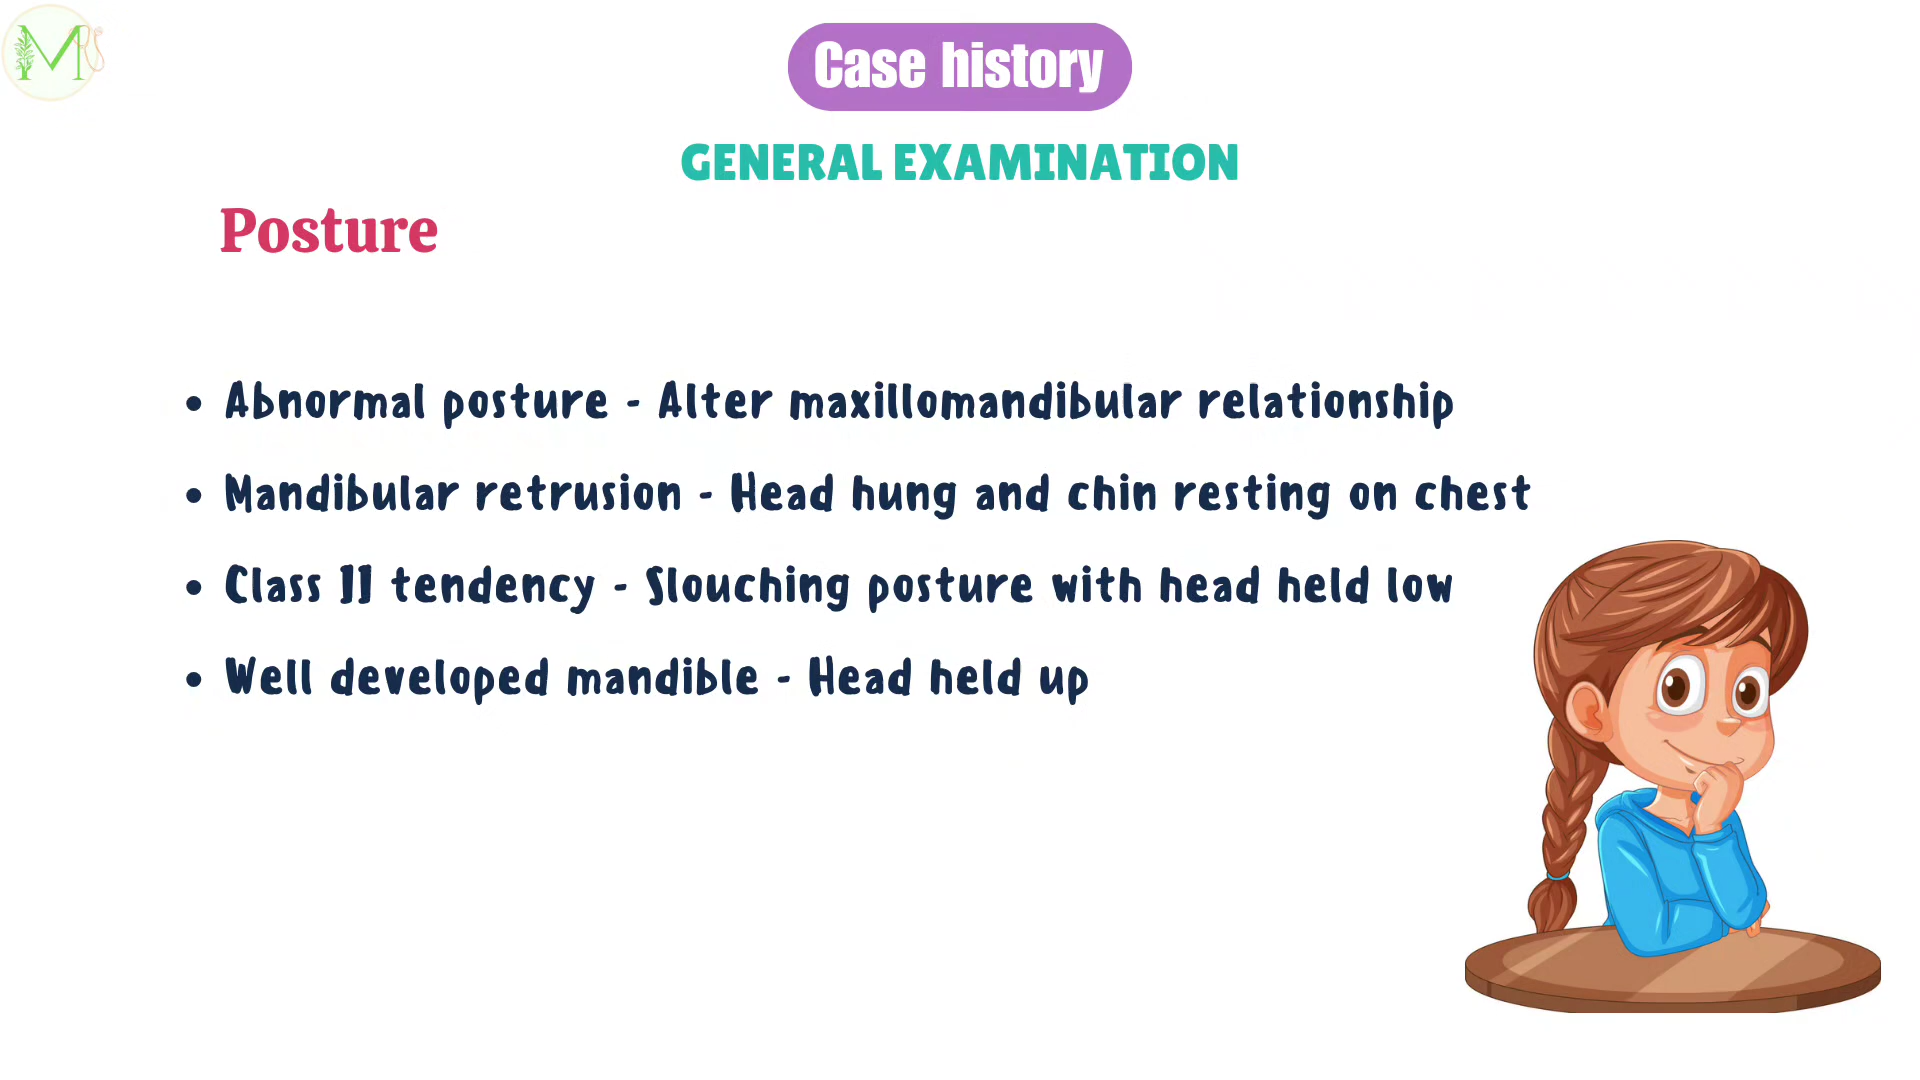 MRS
Case history
GENERAL EXAMINATION
Posture
• Abnormal posture - Alter maxillomandibular relationship
• Mandibular retrusion - Head hung and chin resting on chest
• Class II tendency - Slouching posture with head held low
• Well developed mandible - Head held up